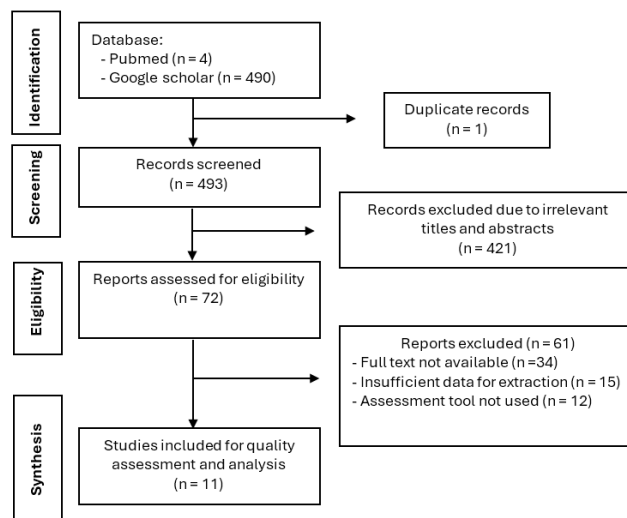 Identification
Database:
- Pubmed (n = 4)
- Google scholar (n = 490)
Duplicate records
(n = 1)
Screening
Records screened
(n = 493)
Records excluded due to irrelevant
titles and abstracts
(n = 421)
Eligibility
Reports assessed for eligibility
(n = 72)
Reports excluded (n = 61)
- Full text not available (n =34)
- Insufficient data for extraction (n = 15)
- Assessment tool not used (n = 12)
Synthesis
Studies included for quality
assessment and analysis
(n = 11)